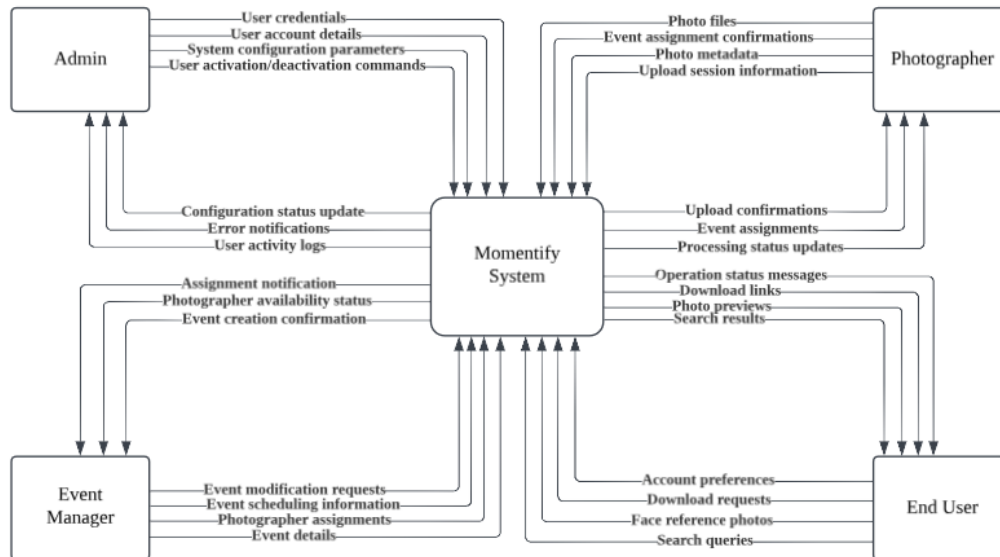 Admin
User credentials
User account details
System configuration parameters
User activation/deactivation commands
Photo files
Event assignment confirmations
Photo metadata
Upload session information
Photographer
Configuration status update
Error notifications
User activity logs
Momentify
System
Upload confirmations
Event assignments
Processing status updates
Assignment notification
Photographer availability status
Event creation confirmation
Operation status messages
Download links
Photo previews
Search results
Event
Manager
Event modification requests
Event scheduling information
Photographer assignments
Event details
Account preferences
Download requests
Face reference photos
Search queries
End User